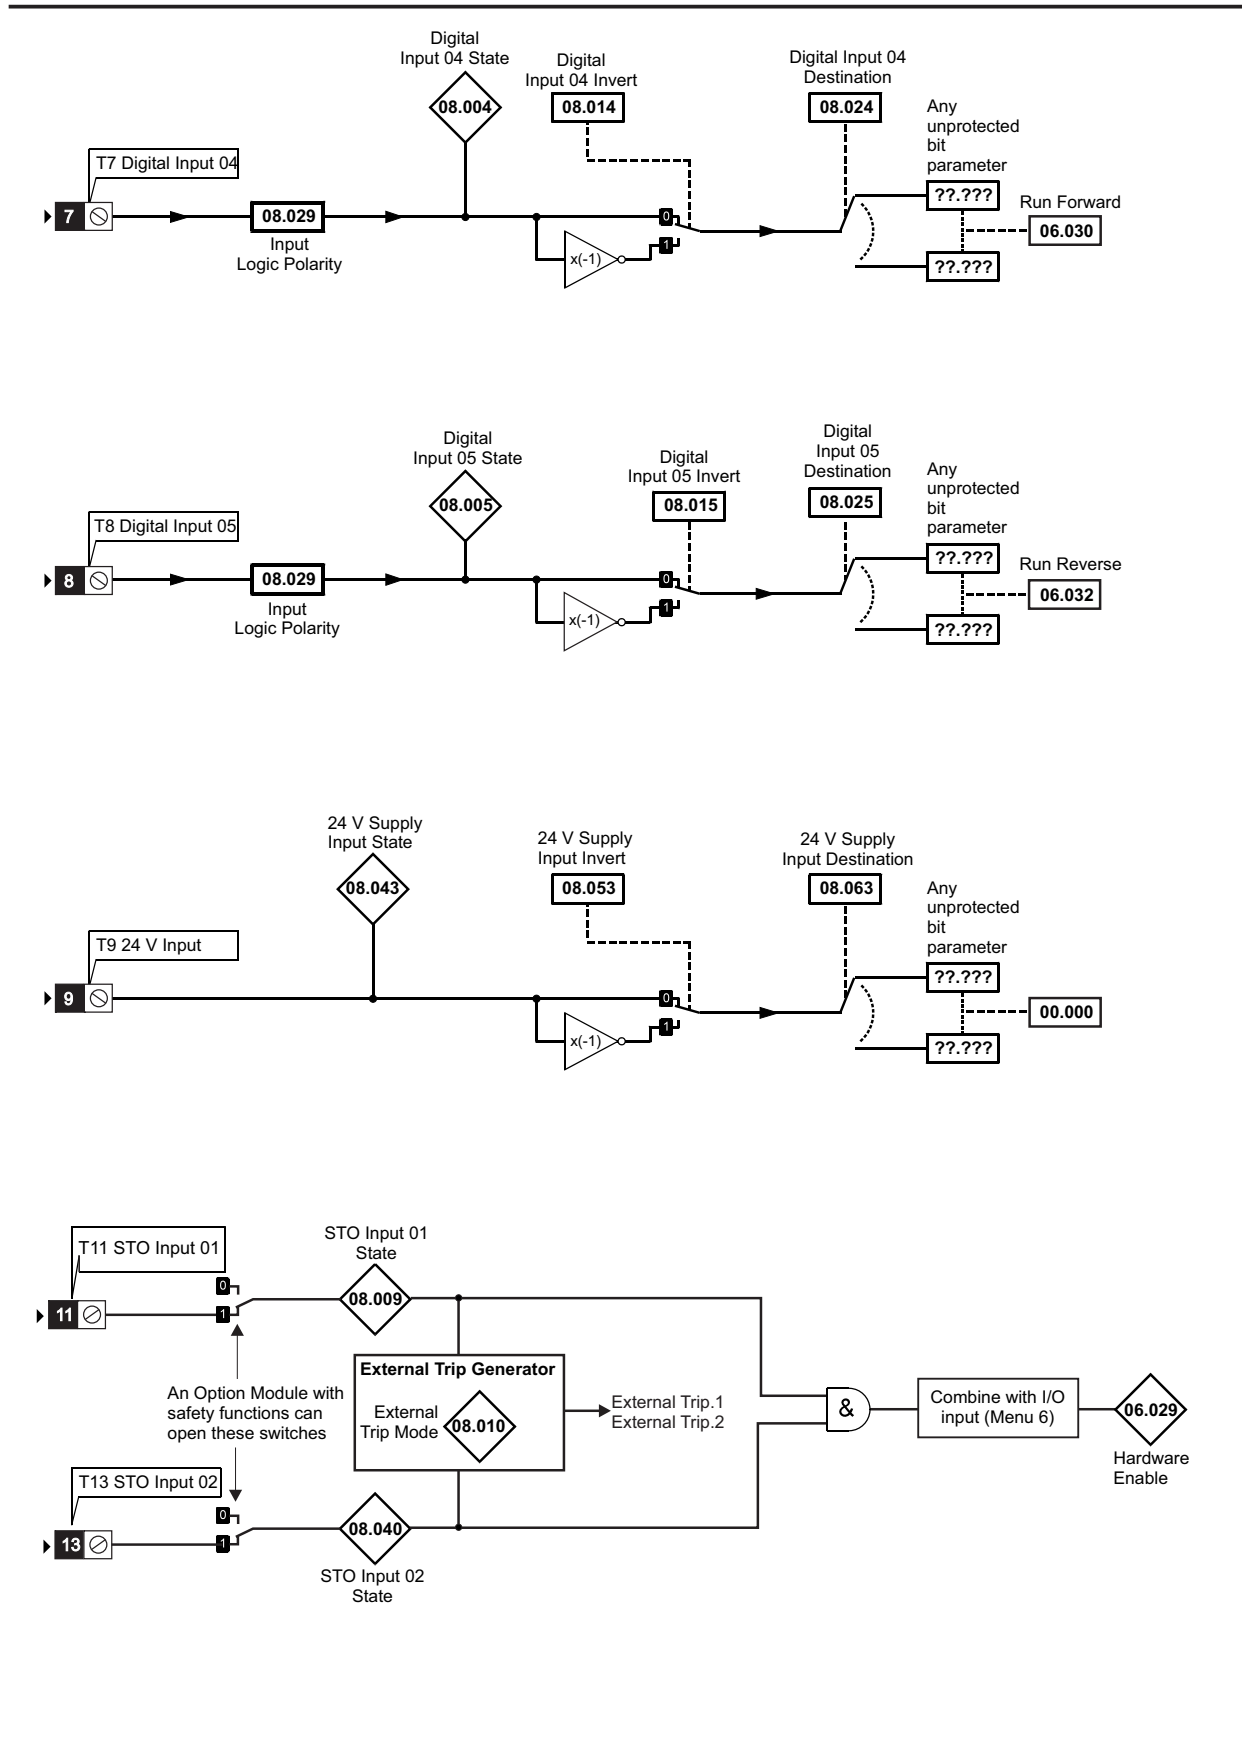 Digital
Input 04 State
08.004
Digital
Input 04 Invert
08.014
Digital Input 04
Destination
08.024
Any
unprotected
bit
parameter
??.???
??.???
Run Forward
06.030
T7 Digital Input 04
7
08.029
Input
Logic Polarity
0
1
x(-1)
Digital
Input 05 State
08.005
Digital
Input 05 Invert
08.015
Digital
Input 05
Destination
08.025
Any
unprotected
bit
parameter
??.???
??.???
Run Reverse
06.032
T8 Digital Input 05
8
08.029
Input
Logic Polarity
0
1
x(-1)
24 V Supply
Input State
08.043
24 V Supply
Input Invert
08.053
24 V Supply
Input Destination
08.063
Any
unprotected
bit
parameter
??.???
??.???
00.000
T9 24 V Input
9
0
1
x(-1)
T11 STO Input 01
11
0
1
STO Input 01
State
08.009
An Option Module with
safety functions can
open these switches
External Trip Generator
External
Trip Mode
08.010
External Trip.1
External Trip.2
&
Combine with I/O
input (Menu 6)
06.029
Hardware
Enable
T13 STO Input 02
13
0
1
08.040
STO Input 02
State